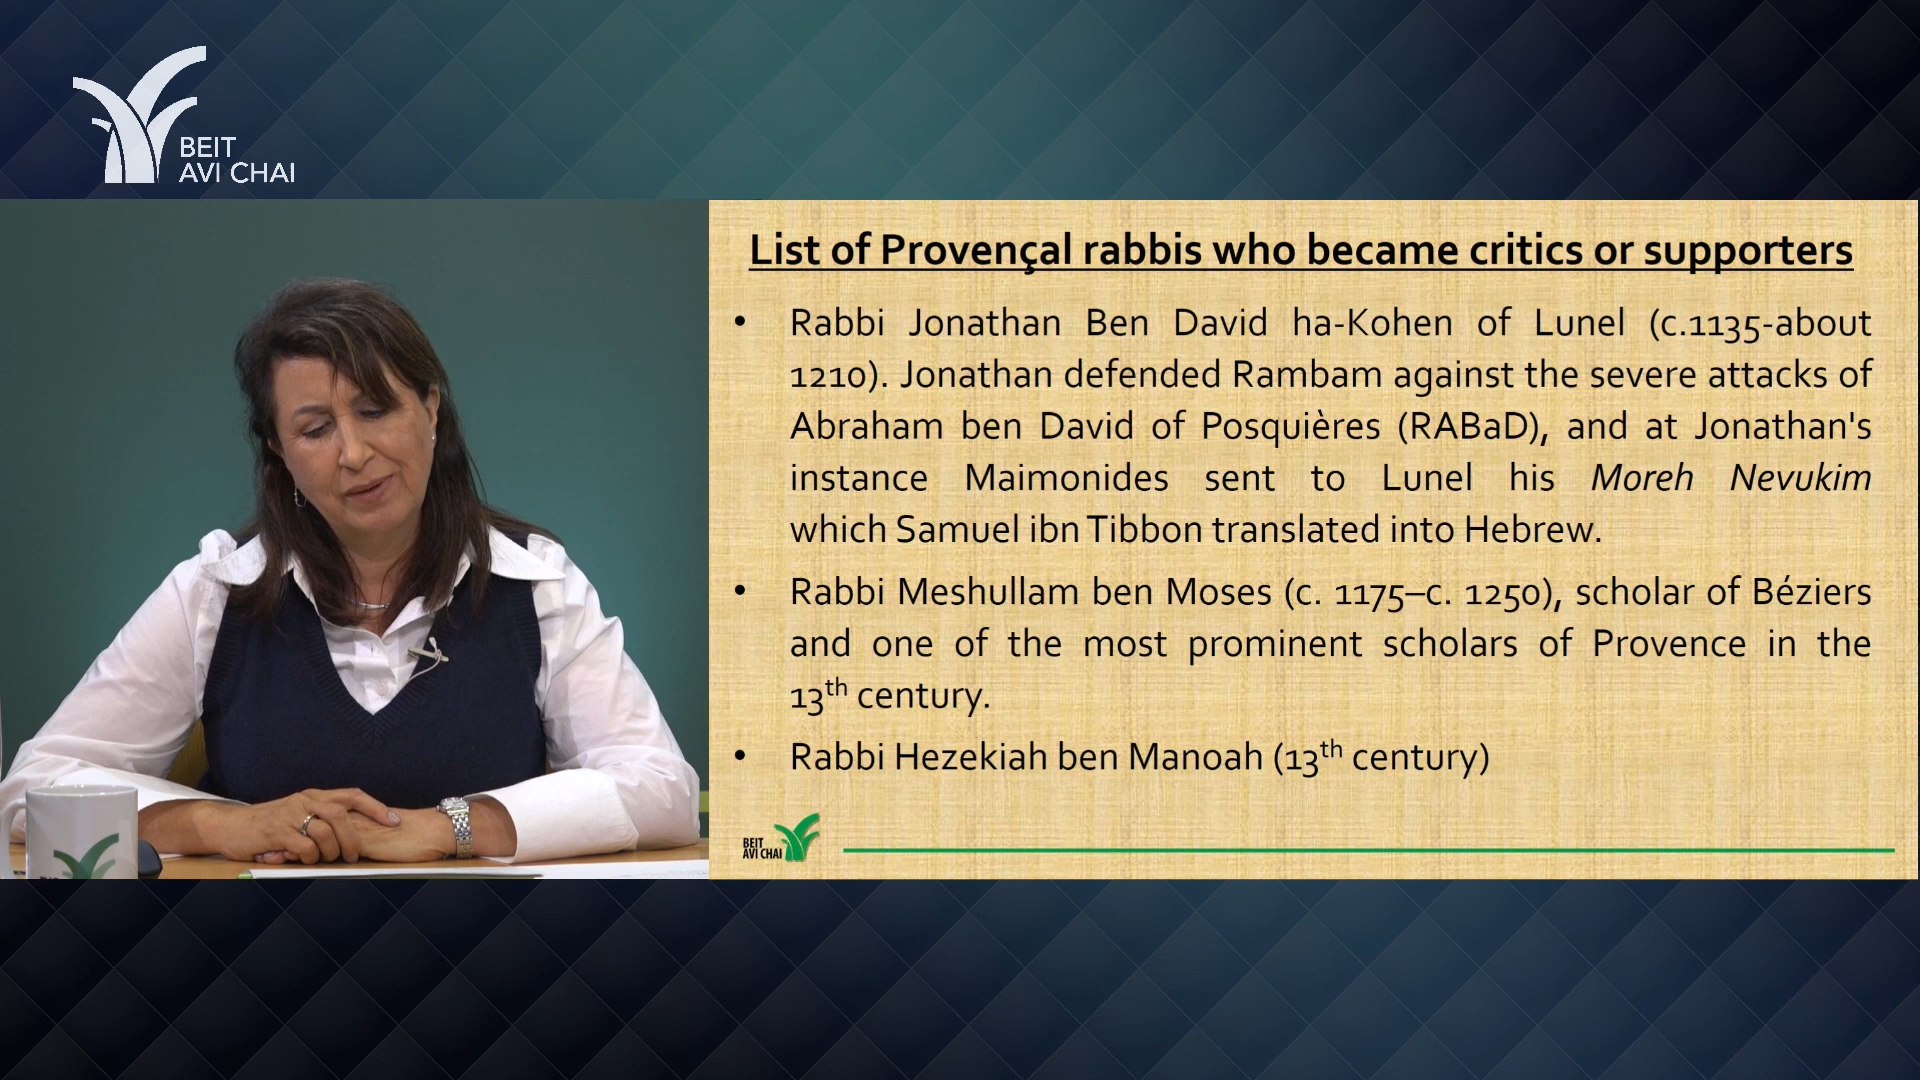 BEIT
AVI CHAI
List of Provençal rabbis who became critics or supporters
• Rabbi Jonathan Ben David ha-Kohen of Lunel (c.1135-about
1210). Jonathan defended Rambam against the severe attacks of
Abraham ben David of Posquières (RABaD), and at Jonathan's
instance Maimonides sent to Lunel his Moreh Nevukim
which Samuel ibn Tibbon translated into Hebrew.
• Rabbi Meshullam ben Moses (c. 1175–c. 1250), scholar of Béziers
and one of the most prominent scholars of Provence in the
13th century.
• Rabbi Hezekiah ben Manoah (13th century)
BEIT
AVI CHAI